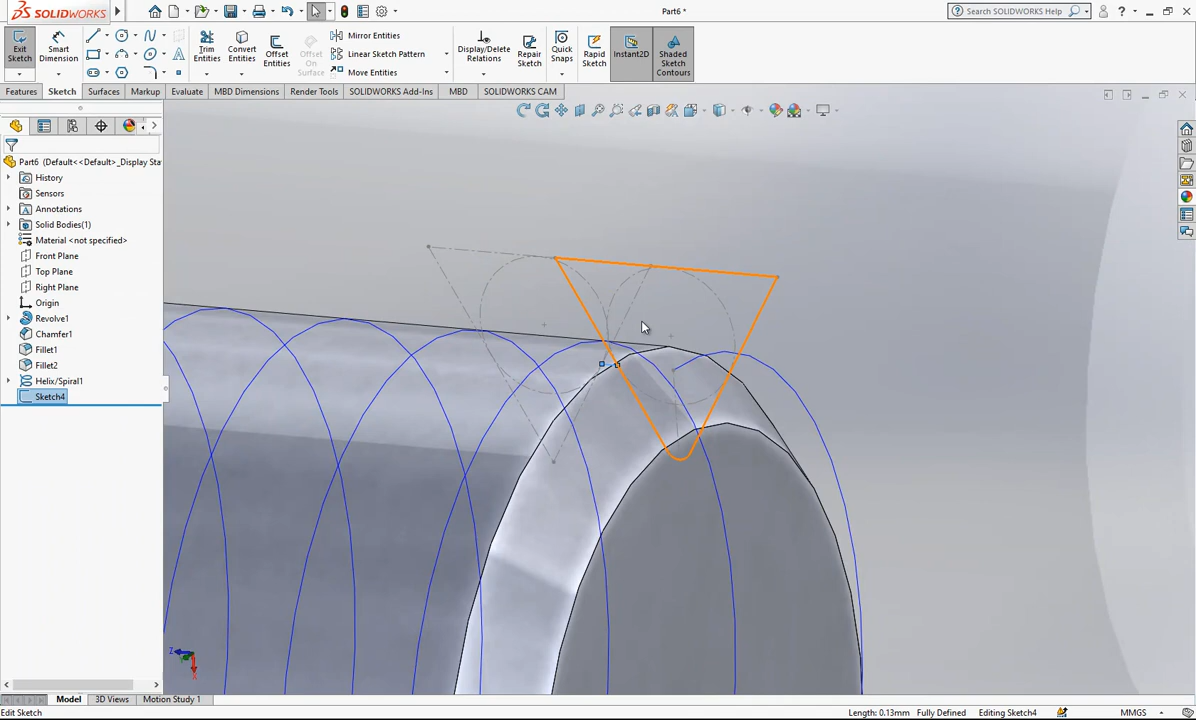 SOLIDWORKS
Part6 *
Search SOLIDWORKS Help
Exit Sketch
Smart Dimension
Trim Entities
Convert Entities
Offset Entities
Offset On Surface
Mirror Entities
Linear Sketch Pattern
Move Entities
Display/Delete Relations
Repair Sketch
Quick Snaps
Rapid Sketch
Instant2D
Shaded Sketch Contours
Features
Sketch
Surfaces
Markup
Evaluate
MBD Dimensions
Render Tools
SOLIDWORKS Add-Ins
MBD
SOLIDWORKS CAM
Part6 (Default<<Default>_Display Sta
History
Sensors
Annotations
Solid Bodies(1)
Material <not specified>
Front Plane
Top Plane
Right Plane
Origin
Revolve1
Chamfer1
Fillet1
Fillet2
Helix/Spiral1
Sketch4
Z
X
Model
3D Views
Motion Study 1
Edit Sketch
Length: 0.13mm
Fully Defined
Editing Sketch4
MMGS